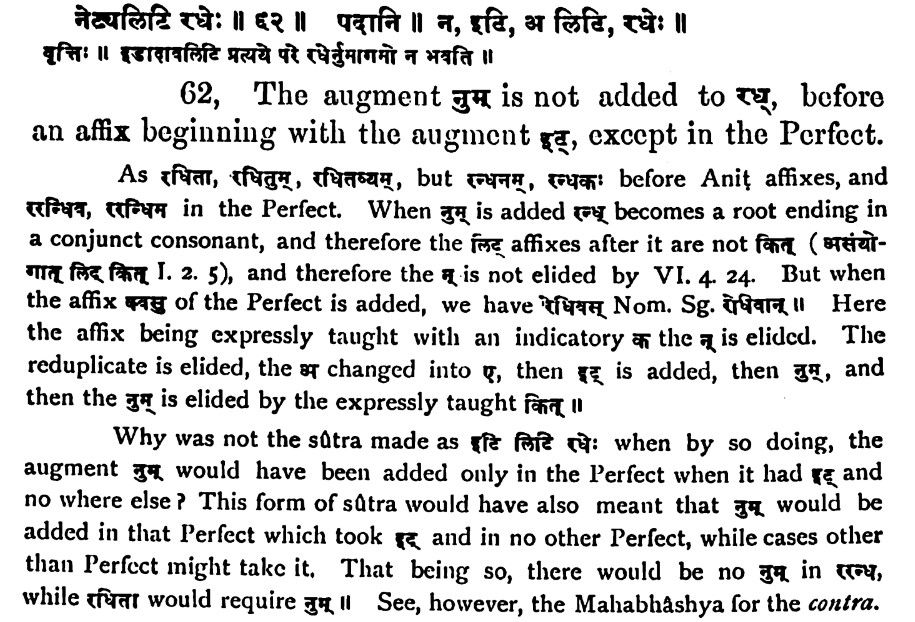 नेट्यलिटि रधेः ॥ ६२ ॥ पदानि ॥ न, इटि, अ लिटि, रधेः ॥
वृत्तिः ॥ इडादावलिटि प्रत्यये परे रधेर्नुमागमो न भवति ॥
62, The augment नुम् is not added to रध्, before
an affix beginning with the augment इट्, except in the Perfect.
As रधिता, रधितुम्, रधितव्यम्, but रन्धनम्, रन्धकः before Aniṭ affixes, and
ररन्धिव, ररन्धिम in the Perfect. When नुम् is added रन्ध् becomes a root ending in
a conjunct consonant, and therefore the लिट् affixes after it are not कित् ( असंयो-
गात् लिट् कित् I. 2. 5), and therefore the न् is not elided by VI. 4. 24. But when
the affix क्वसु of the Perfect is added, we have रेधिवस् Nom. Sg. रेधिवान् ॥ Here
the affix being expressly taught with an indicatory क the न् is elided. The
reduplicate is elided, the अ changed into ए, then इट् is added, then नुम्, and
then the नुम् is elided by the expressly taught कित् ॥
Why was not the sûtra made as इटि लिटि रधेः when by so doing, the
augment नुम् would have been added only in the Perfect when it had इट् and
no where else? This form of sûtra would have also meant that नुम् would be
added in that Perfect which took इट् and in no other Perfect, while cases other
than Perfect might take it. That being so, there would be no नुम् in ररन्ध,
while रधिता would require नुम् ॥ See, however, the Mahabhâshya for the contra.